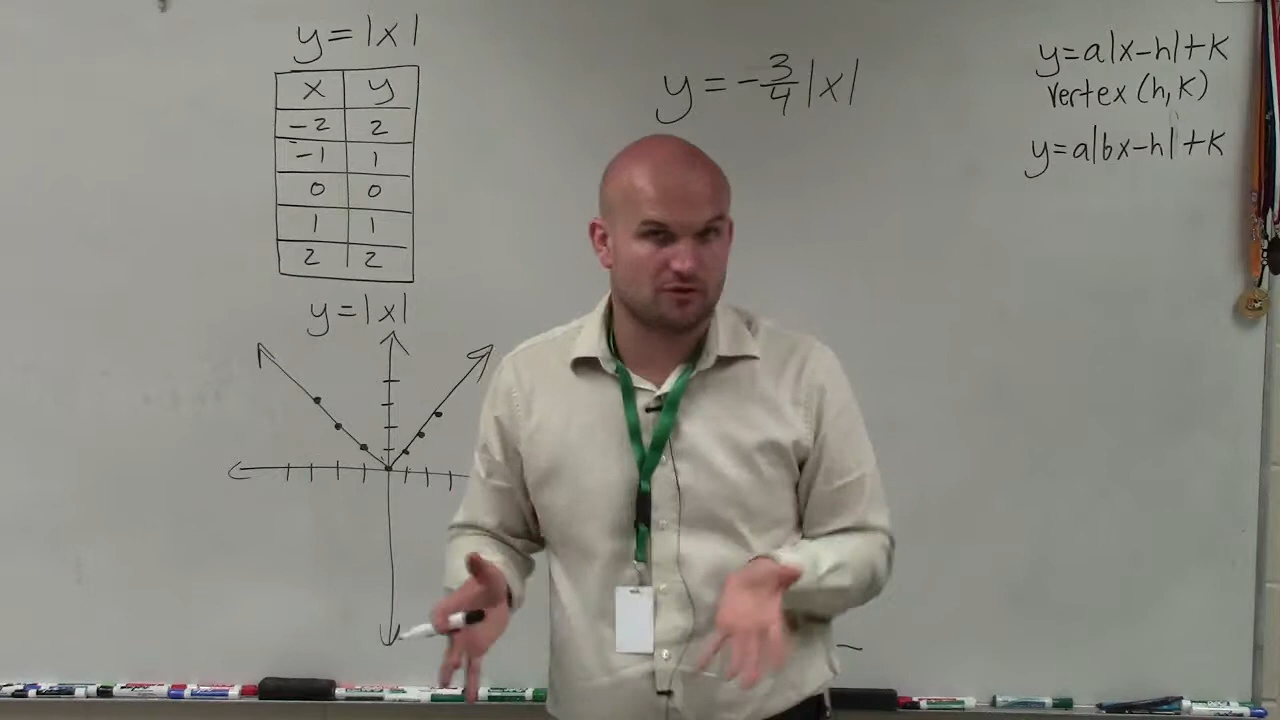 y=|x|
x y
-2 2
-1 1
0 0
1 1
2 2
y=|x|
y=-3/4|x|
y=a|x-h|+k
vertex (h,k)
y=a|bx-h|+k